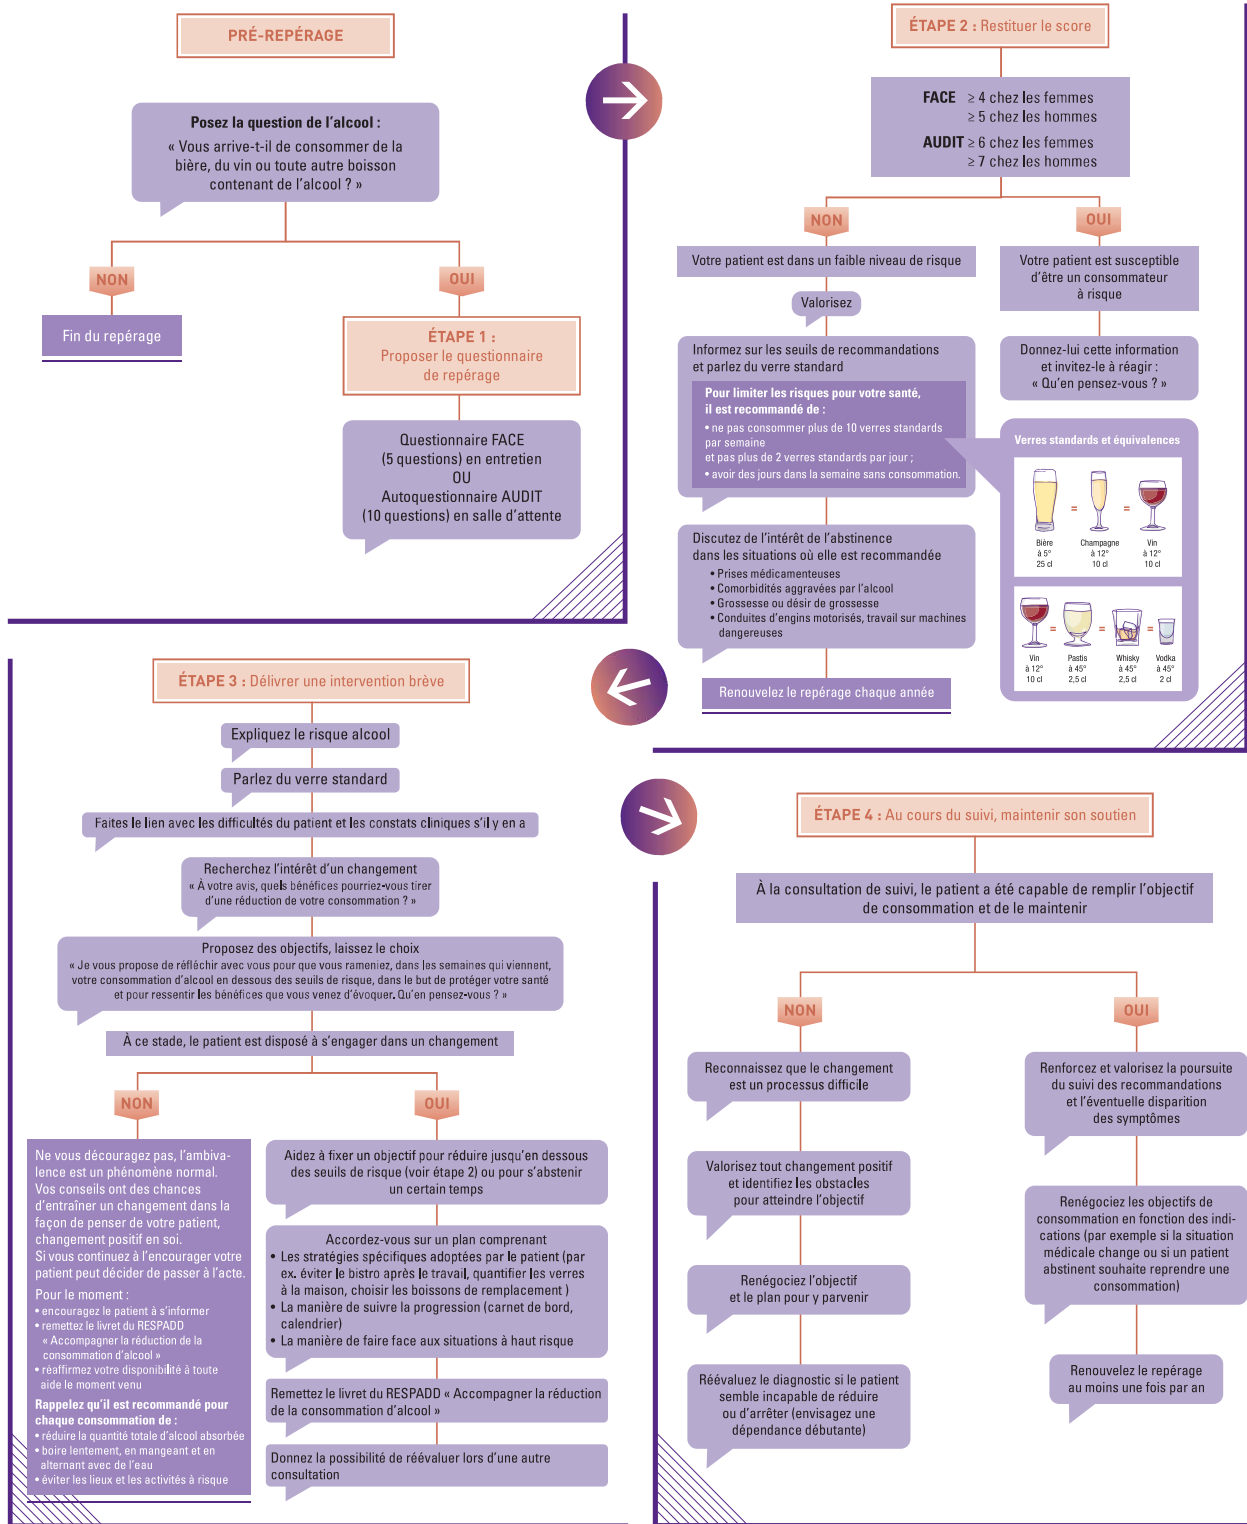 PRÉ-REPÉRAGE
Posez la question de l'alcool :
« Vous arrive-t-il de consommer de la
bière, du vin ou toute autre boisson
contenant de l'alcool ? »
NON
OUI
Fin du repérage
ÉTAPE 1 :
Proposer le questionnaire
de repérage
Questionnaire FACE
(5 questions) en entretien
OU
Autoquestionnaire AUDIT
(10 questions) en salle d'attente
ÉTAPE 2 : Restituer le score
FACE ≥ 4 chez les femmes
≥ 5 chez les hommes
AUDIT ≥ 6 chez les femmes
≥ 7 chez les hommes
NON
OUI
Votre patient est dans un faible niveau de risque
Valorisez
Informez sur les seuils de recommandations
et parlez du verre standard
Pour limiter les risques pour votre santé,
il est recommandé de :
• ne pas consommer plus de 10 verres standards
par semaine
et pas plus de 2 verres standards par jour ;
• avoir des jours dans la semaine sans consommation.
Discutez de l'intérêt de l'abstinence
dans les situations où elle est recommandée
• Prises médicamenteuses
• Comorbidités aggravées par l'alcool
• Grossesse ou désir de grossesse
• Conduites d'engins motorisés, travail sur machines
dangereuses
Renouvelez le repérage chaque année
Votre patient est susceptible
d'être un consommateur
à risque
Donnez-lui cette information
et invitez-le à réagir :
« Qu'en pensez-vous ? »
Verres standards et équivalences
= =
Bière Champagne Vin
à 5° à 12° à 12°
25 cl 10 cl 10 cl
= = =
Vin Pastis Whisky Vodka
à 12° à 45° à 45° à 45°
10 cl 2,5 cl 2,5 cl 2 cl
ÉTAPE 3 : Délivrer une intervention brève
Expliquez le risque alcool
Parlez du verre standard
Faites le lien avec les difficultés du patient et les constats cliniques s'il y en a
Recherchez l'intérêt d'un changement
« À votre avis, quels bénéfices pourriez-vous tirer
d'une réduction de votre consommation ? »
Proposez des objectifs, laissez le choix
« Je vous propose de réfléchir avec vous pour que vous rameniez, dans les semaines qui viennent,
votre consommation d'alcool en dessous des seuils de risque, dans le but de protéger votre santé
et pour ressentir les bénéfices que vous venez d'évoquer. Qu'en pensez-vous ? »
À ce stade, le patient est disposé à s'engager dans un changement
NON
OUI
Ne vous découragez pas, l'ambiva-
lence est un phénomène normal.
Vos conseils ont des chances
d'entraîner un changement dans la
façon de penser de votre patient,
changement positif en soi.
Si vous continuez à l'encourager votre
patient peut décider de passer à l'acte.
Pour le moment :
• encouragez le patient à s'informer
• remettez le livret du RESPADD
« Accompagner la réduction de la
consommation d'alcool »
• réaffirmez votre disponibilité à toute
aide le moment venu
Rappelez qu'il est recommandé pour
chaque consommation de :
• réduire la quantité totale d'alcool absorbée
• boire lentement, en mangeant et en
alternant avec de l'eau
• éviter les lieux et les activités à risque
Aidez à fixer un objectif pour réduire jusqu'en dessous
des seuils de risque (voir étape 2) ou pour s'abstenir
un certain temps
Accordez-vous sur un plan comprenant
• Les stratégies spécifiques adoptées par le patient (par
ex. éviter le bistro après le travail, quantifier les verres
à la maison, choisir les boissons de remplacement )
• La manière de suivre la progression (carnet de bord,
calendrier)
• La manière de faire face aux situations à haut risque
Remettez le livret du RESPADD « Accompagner la réduction
de la consommation d'alcool »
Donnez la possibilité de réévaluer lors d'une autre
consultation
ÉTAPE 4 : Au cours du suivi, maintenir son soutien
À la consultation de suivi, le patient a été capable de remplir l'objectif
de consommation et de le maintenir
NON
OUI
Reconnaissez que le changement
est un processus difficile
Valorisez tout changement positif
et identifiez les obstacles
pour atteindre l'objectif
Renégociez l'objectif
et le plan pour y parvenir
Réévaluez le diagnostic si le patient
semble incapable de réduire
ou d'arrêter (envisagez une
dépendance débutante)
Renforcez et valorisez la poursuite
du suivi des recommandations
et l'éventuelle disparition
des symptômes
Renégociez les objectifs de
consommation en fonction des indi-
cations (par exemple si la situation
médicale change ou si un patient
abstinent souhaite reprendre une
consommation)
Renouvelez le repérage
au moins une fois par an